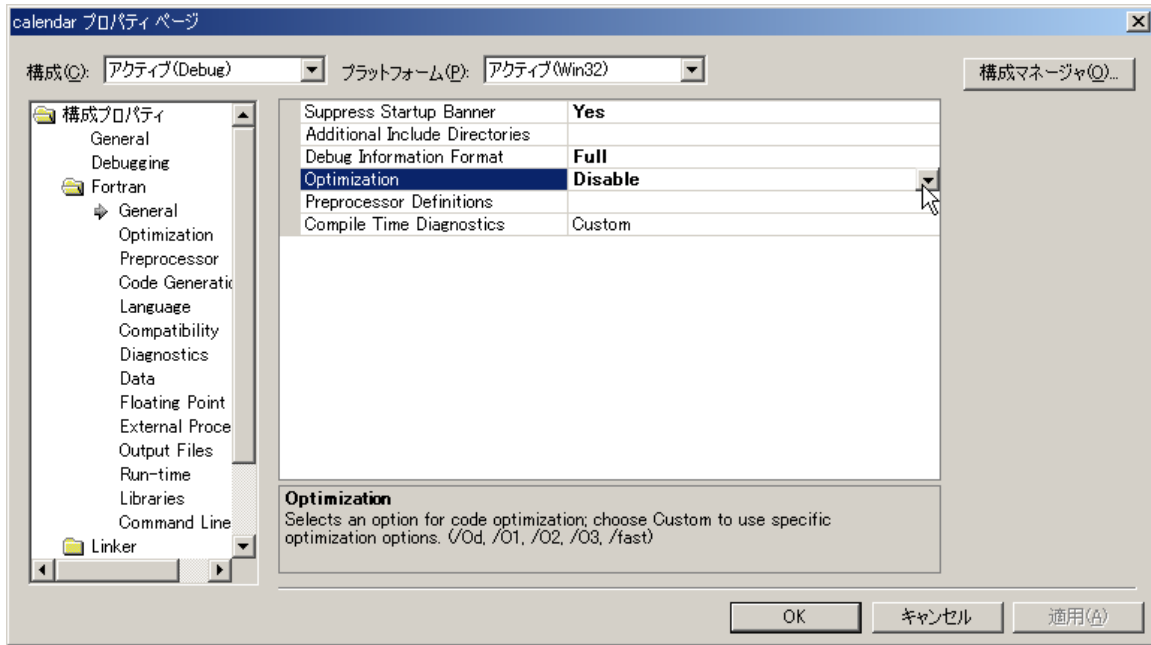 calendar プロパティ ページ
構成(C): アクティブ(Debug) プラットフォーム(P): アクティブ(Win32) 構成マネージャ(O)...
構成プロパティ
General
Debugging
Fortran
General
Optimization
Preprocessor
Code Generatic
Language
Compatibility
Diagnostics
Data
Floating Point
External Proce
Output Files
Run-time
Libraries
Command Line
Linker
Suppress Startup Banner Yes
Additional Include Directories
Debug Information Format Full
Optimization Disable
Preprocessor Definitions
Compile Time Diagnostics Custom
Optimization
Selects an option for code optimization; choose Custom to use specific
optimization options. (/Od, /O1, /O2, /O3, /fast)
OK キャンセル 適用(A)